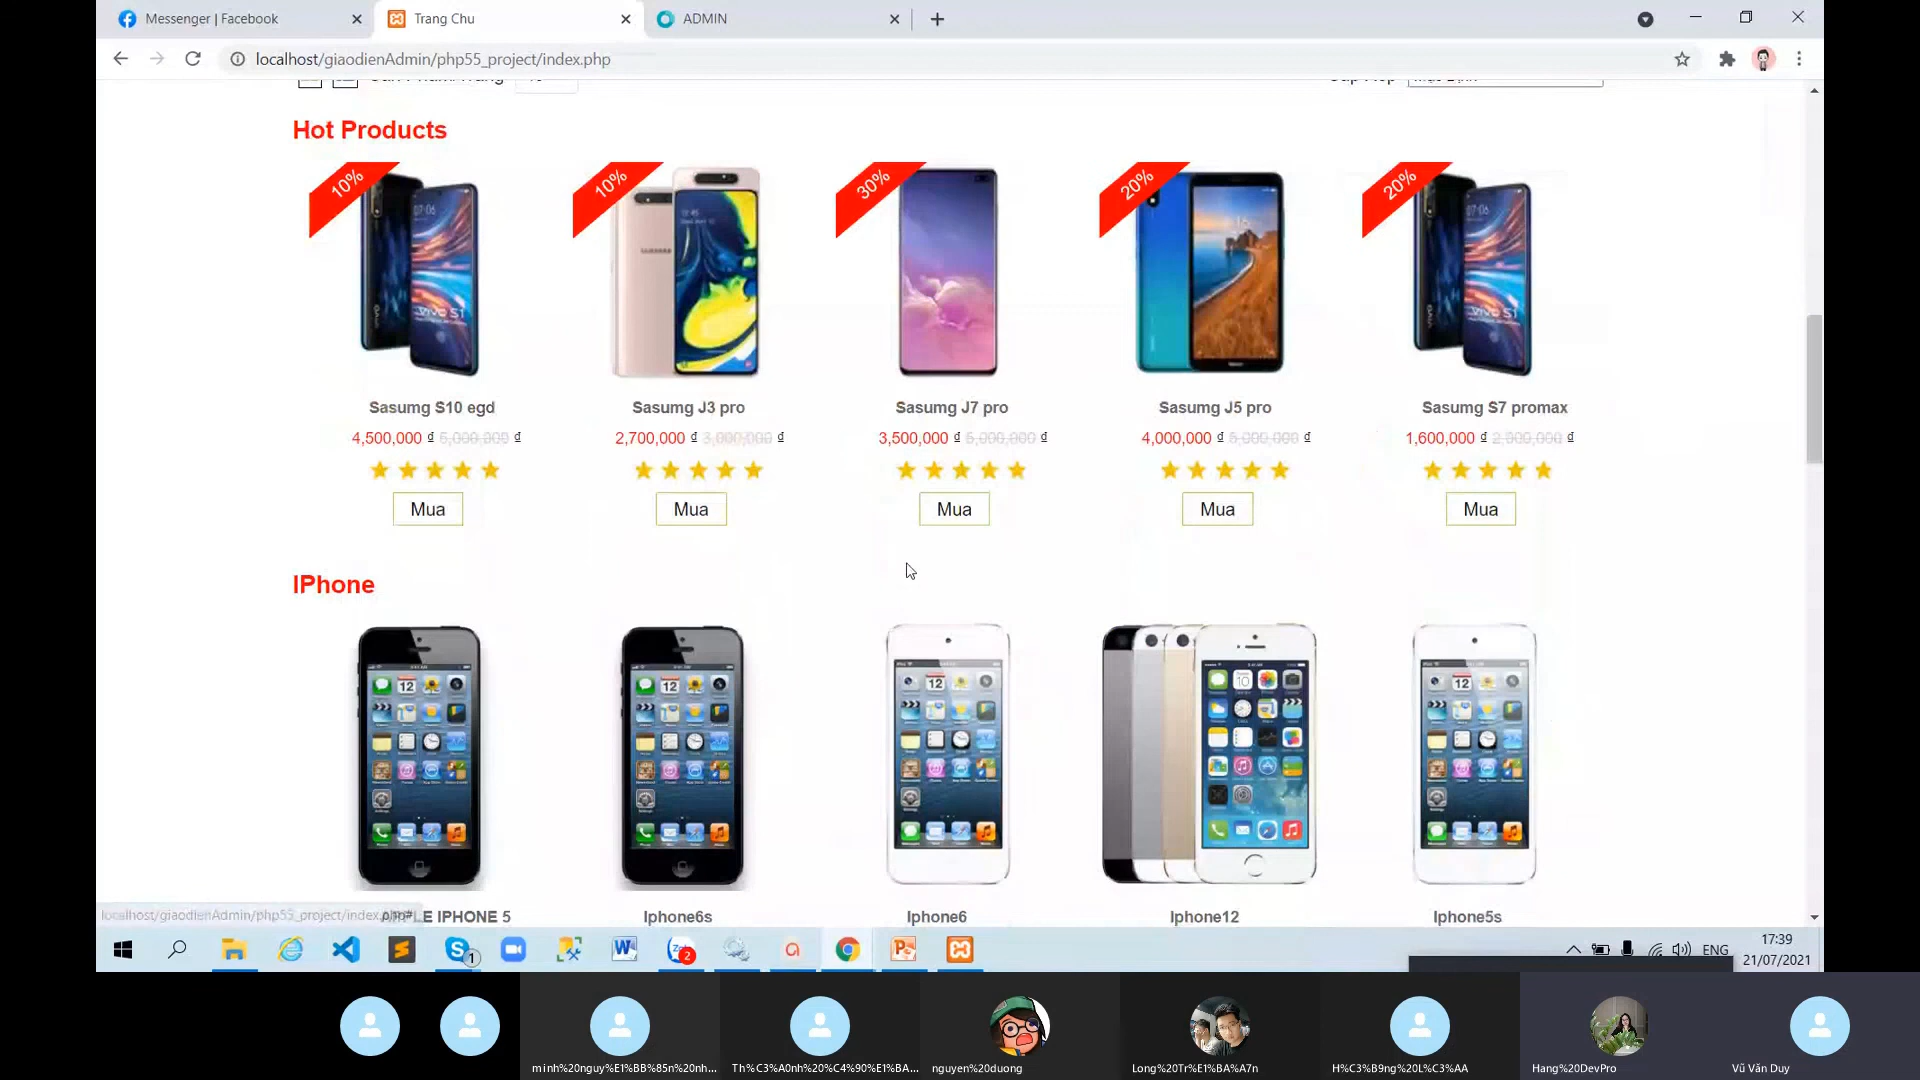 Messenger | Facebook
Trang Chu
ADMIN
localhost/giaodienAdmin/php55_project/index.php
Hot Products
10%
10%
30%
20%
20%
Sasumg S10 egd
Sasumg J3 pro
Sasumg J7 pro
Sasumg J5 pro
Sasumg S7 promax
4,500,000 ₫ 5,000,000 ₫
2,700,000 ₫ 3,000,000 ₫
3,500,000 ₫ 5,000,000 ₫
4,000,000 ₫ 5,000,000 ₫
1,600,000 ₫ 2,000,000 ₫
Mua
Mua
Mua
Mua
Mua
IPhone
LE IPHONE 5
Iphone6s
Iphone6
Iphone12
Iphone5s
localhost/giaodienAdmin/php55_project/index.php#
1
2
ENG
17:39
21/07/2021
minh%20nguy%E1%BB%85n%20nh...
Th%C3%A0nh%20%C4%90%E1%BA...
nguyen%20duong
Long%20Tr%E1%BA%A7n
H%C3%B9ng%20L%C3%AA
Hang%20DevPro
Vũ Văn Duy